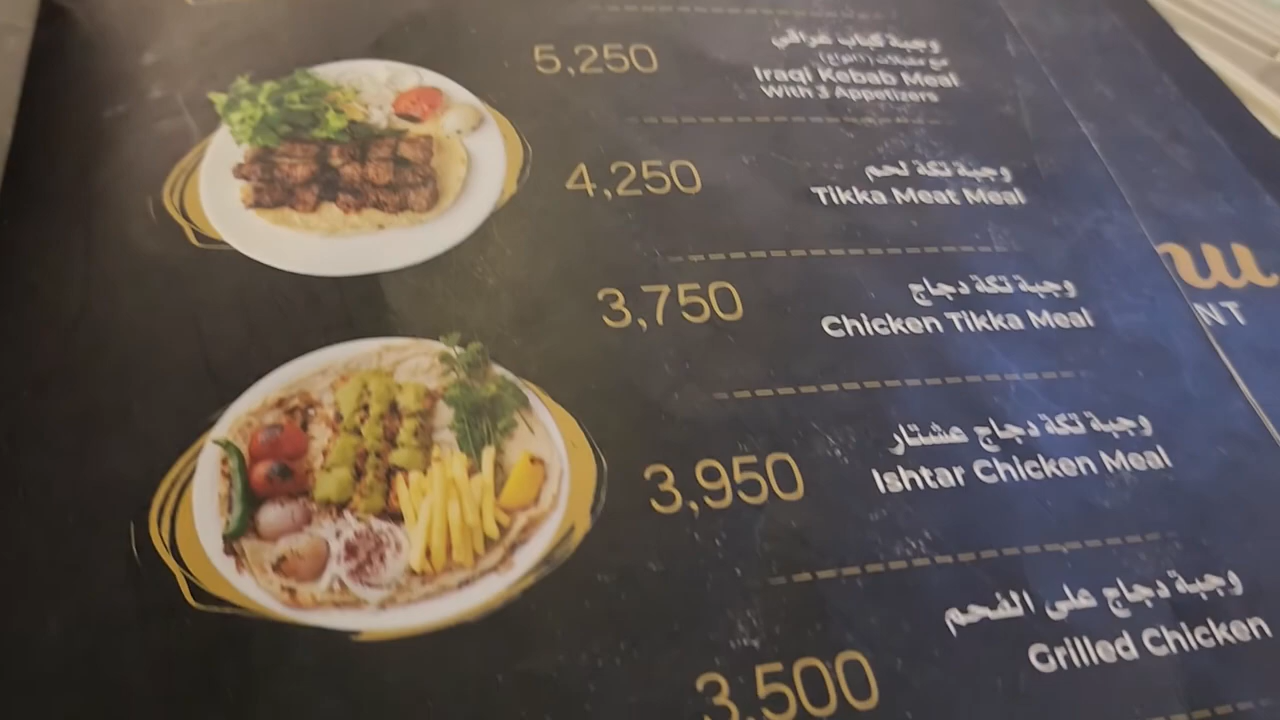 5,250
وجبة كباب عراقي
Iraqi Kebab Meal
With 3 Appetizers
4,250
وجبة تكة لحم
Tikka Meat Meal
3,750
وجبة تكة دجاج
Chicken Tikka Meal
3,950
وجبة تكة دجاج عشتار
Ishtar Chicken Meal
3,500
وجبة دجاج على الفحم
Grilled Chicken
NT